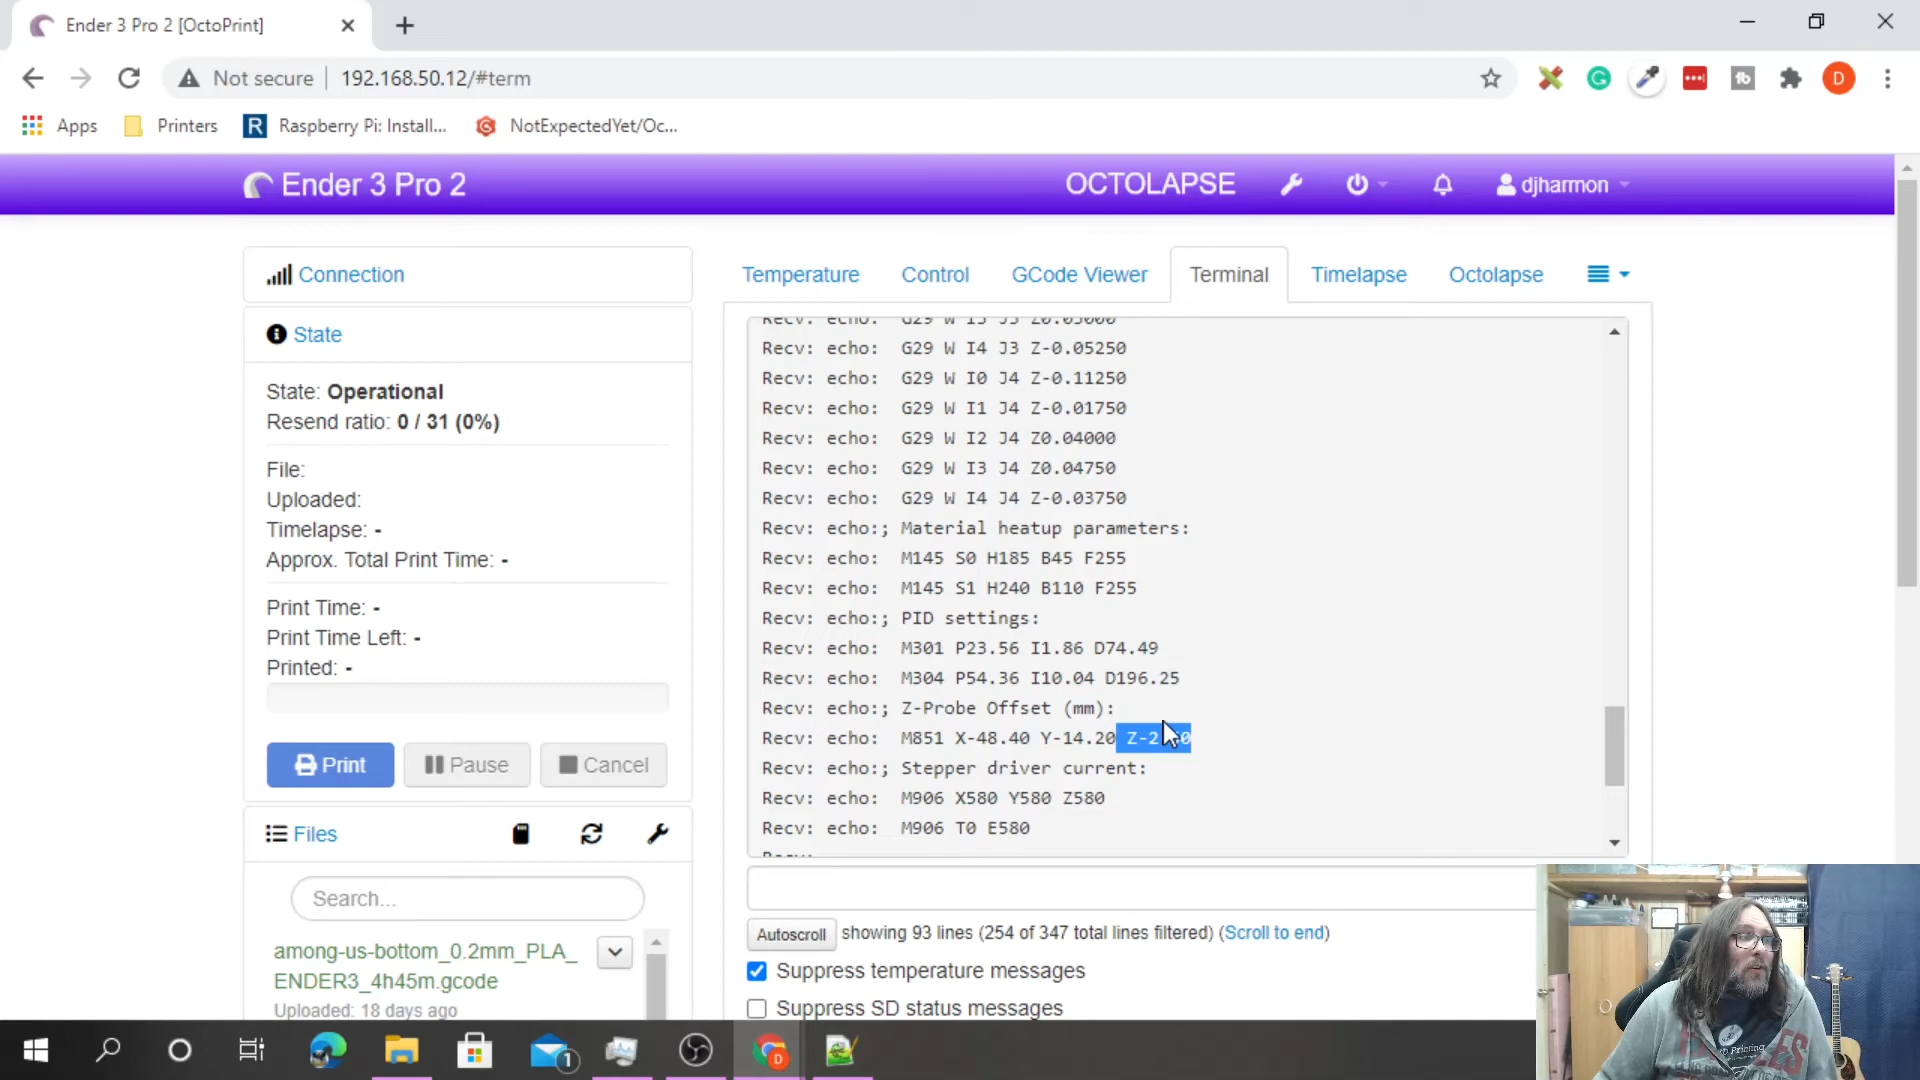 Ender 3 Pro 2 [OctoPrint]
Not secure
192.168.50.12/#term
D
Apps
Printers
Raspberry Pi: Install...
NotExpectedYet/Oc...
Ender 3 Pro 2
OCTOLAPSE
djharmon
Connection
State
State: Operational
Resend ratio: 0 / 31 (0%)
File:
Uploaded:
Timelapse: -
Approx. Total Print Time: -
Print Time: -
Print Time Left: -
Printed: -
Print
Pause
Cancel
Files
Search...
among-us-bottom_0.2mm_PLA_
ENDER3_4h45m.gcode
Uploaded: 18 days ago
Temperature
Control
GCode Viewer
Terminal
Timelapse
Octolapse
Recv: echo: G29 W I3 J3 Z0.05000
Recv: echo:  G29 W I4 J3 Z-0.05250
Recv: echo:  G29 W I0 J4 Z-0.11250
Recv: echo:  G29 W I1 J4 Z-0.01750
Recv: echo:  G29 W I2 J4 Z0.04000
Recv: echo:  G29 W I3 J4 Z0.04750
Recv: echo:  G29 W I4 J4 Z-0.03750
Recv: echo:; Material heatup parameters:
Recv: echo:  M145 S0 H185 B45 F255
Recv: echo:  M145 S1 H240 B110 F255
Recv: echo:; PID settings:
Recv: echo:  M301 P23.56 I1.86 D74.49
Recv: echo:  M304 P54.36 I10.04 D196.25
Recv: echo:; Z-Probe Offset (mm):
Recv: echo:  M851 X-48.40 Y-14.20
Recv: echo:; Stepper driver current:
Recv: echo:  M906 X580 Y580 Z580
Recv: echo:  M906 T0 E580
Recv:
Autoscroll
showing 93 lines (254 of 347 total lines filtered) (Scroll to end)
Suppress temperature messages
Suppress SD status messages
1
D